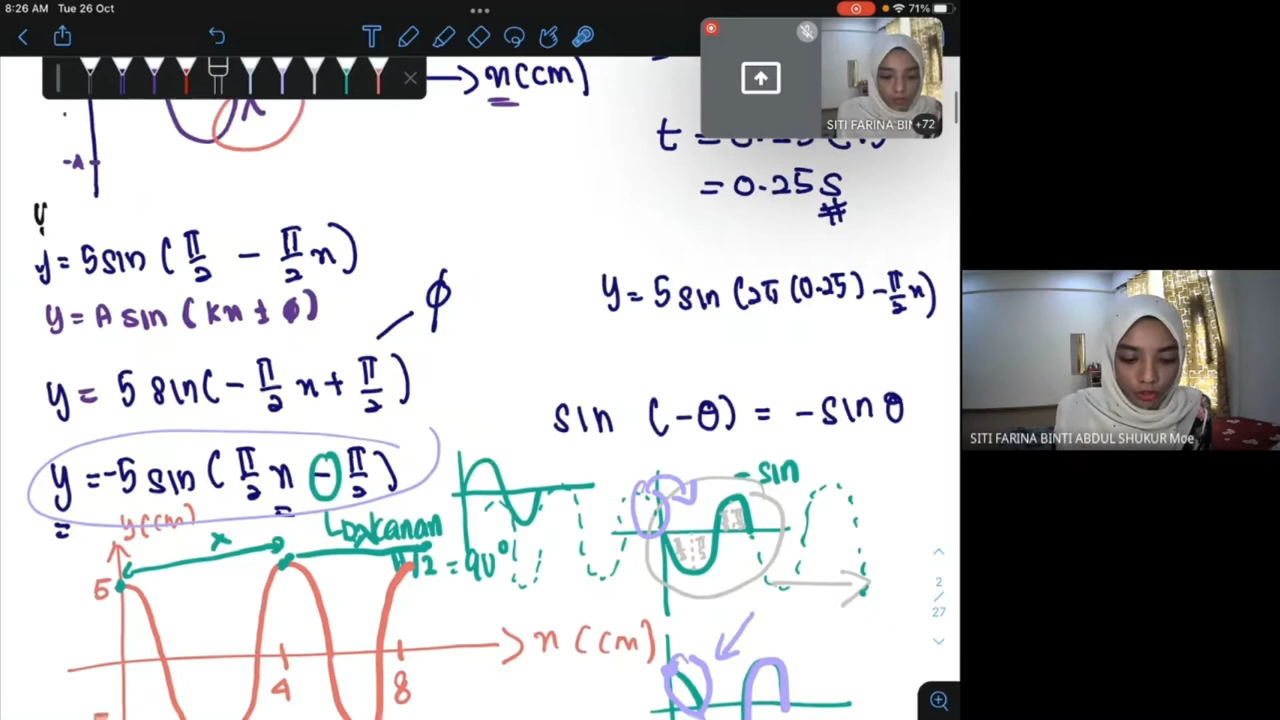 8:26 AM Tue 26 Oct
71%
x (cm)
λ
-A
SITI FARINA BIN +72
= 0.25 s
#
y
y = 5 sin (π/2 - π/2 x)
y = A sin (kx ± φ)
φ
y = 5 sin (2π (0.25) - π/2 x)
y = 5 sin (- π/2 x + π/2)
sin (-θ) = -sin θ
y = -5 sin (π/2 x - π/2)
- sin
y (cm)
λ
π/2 = 90°
5
x (cm)
4
8
2
/
27
SITI FARINA BINTI ABDUL SHUKUR Moe